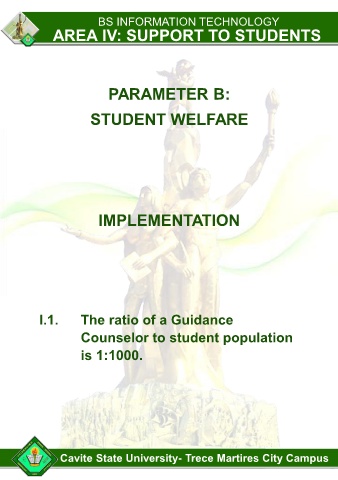 BS INFORMATION TECHNOLOGY
AREA IV: SUPPORT TO STUDENTS
PARAMETER B:
STUDENT WELFARE
IMPLEMENTATION
I.1. The ratio of a Guidance
Counselor to student population
is 1:1000.
Cavite State University- Trece Martires City Campus